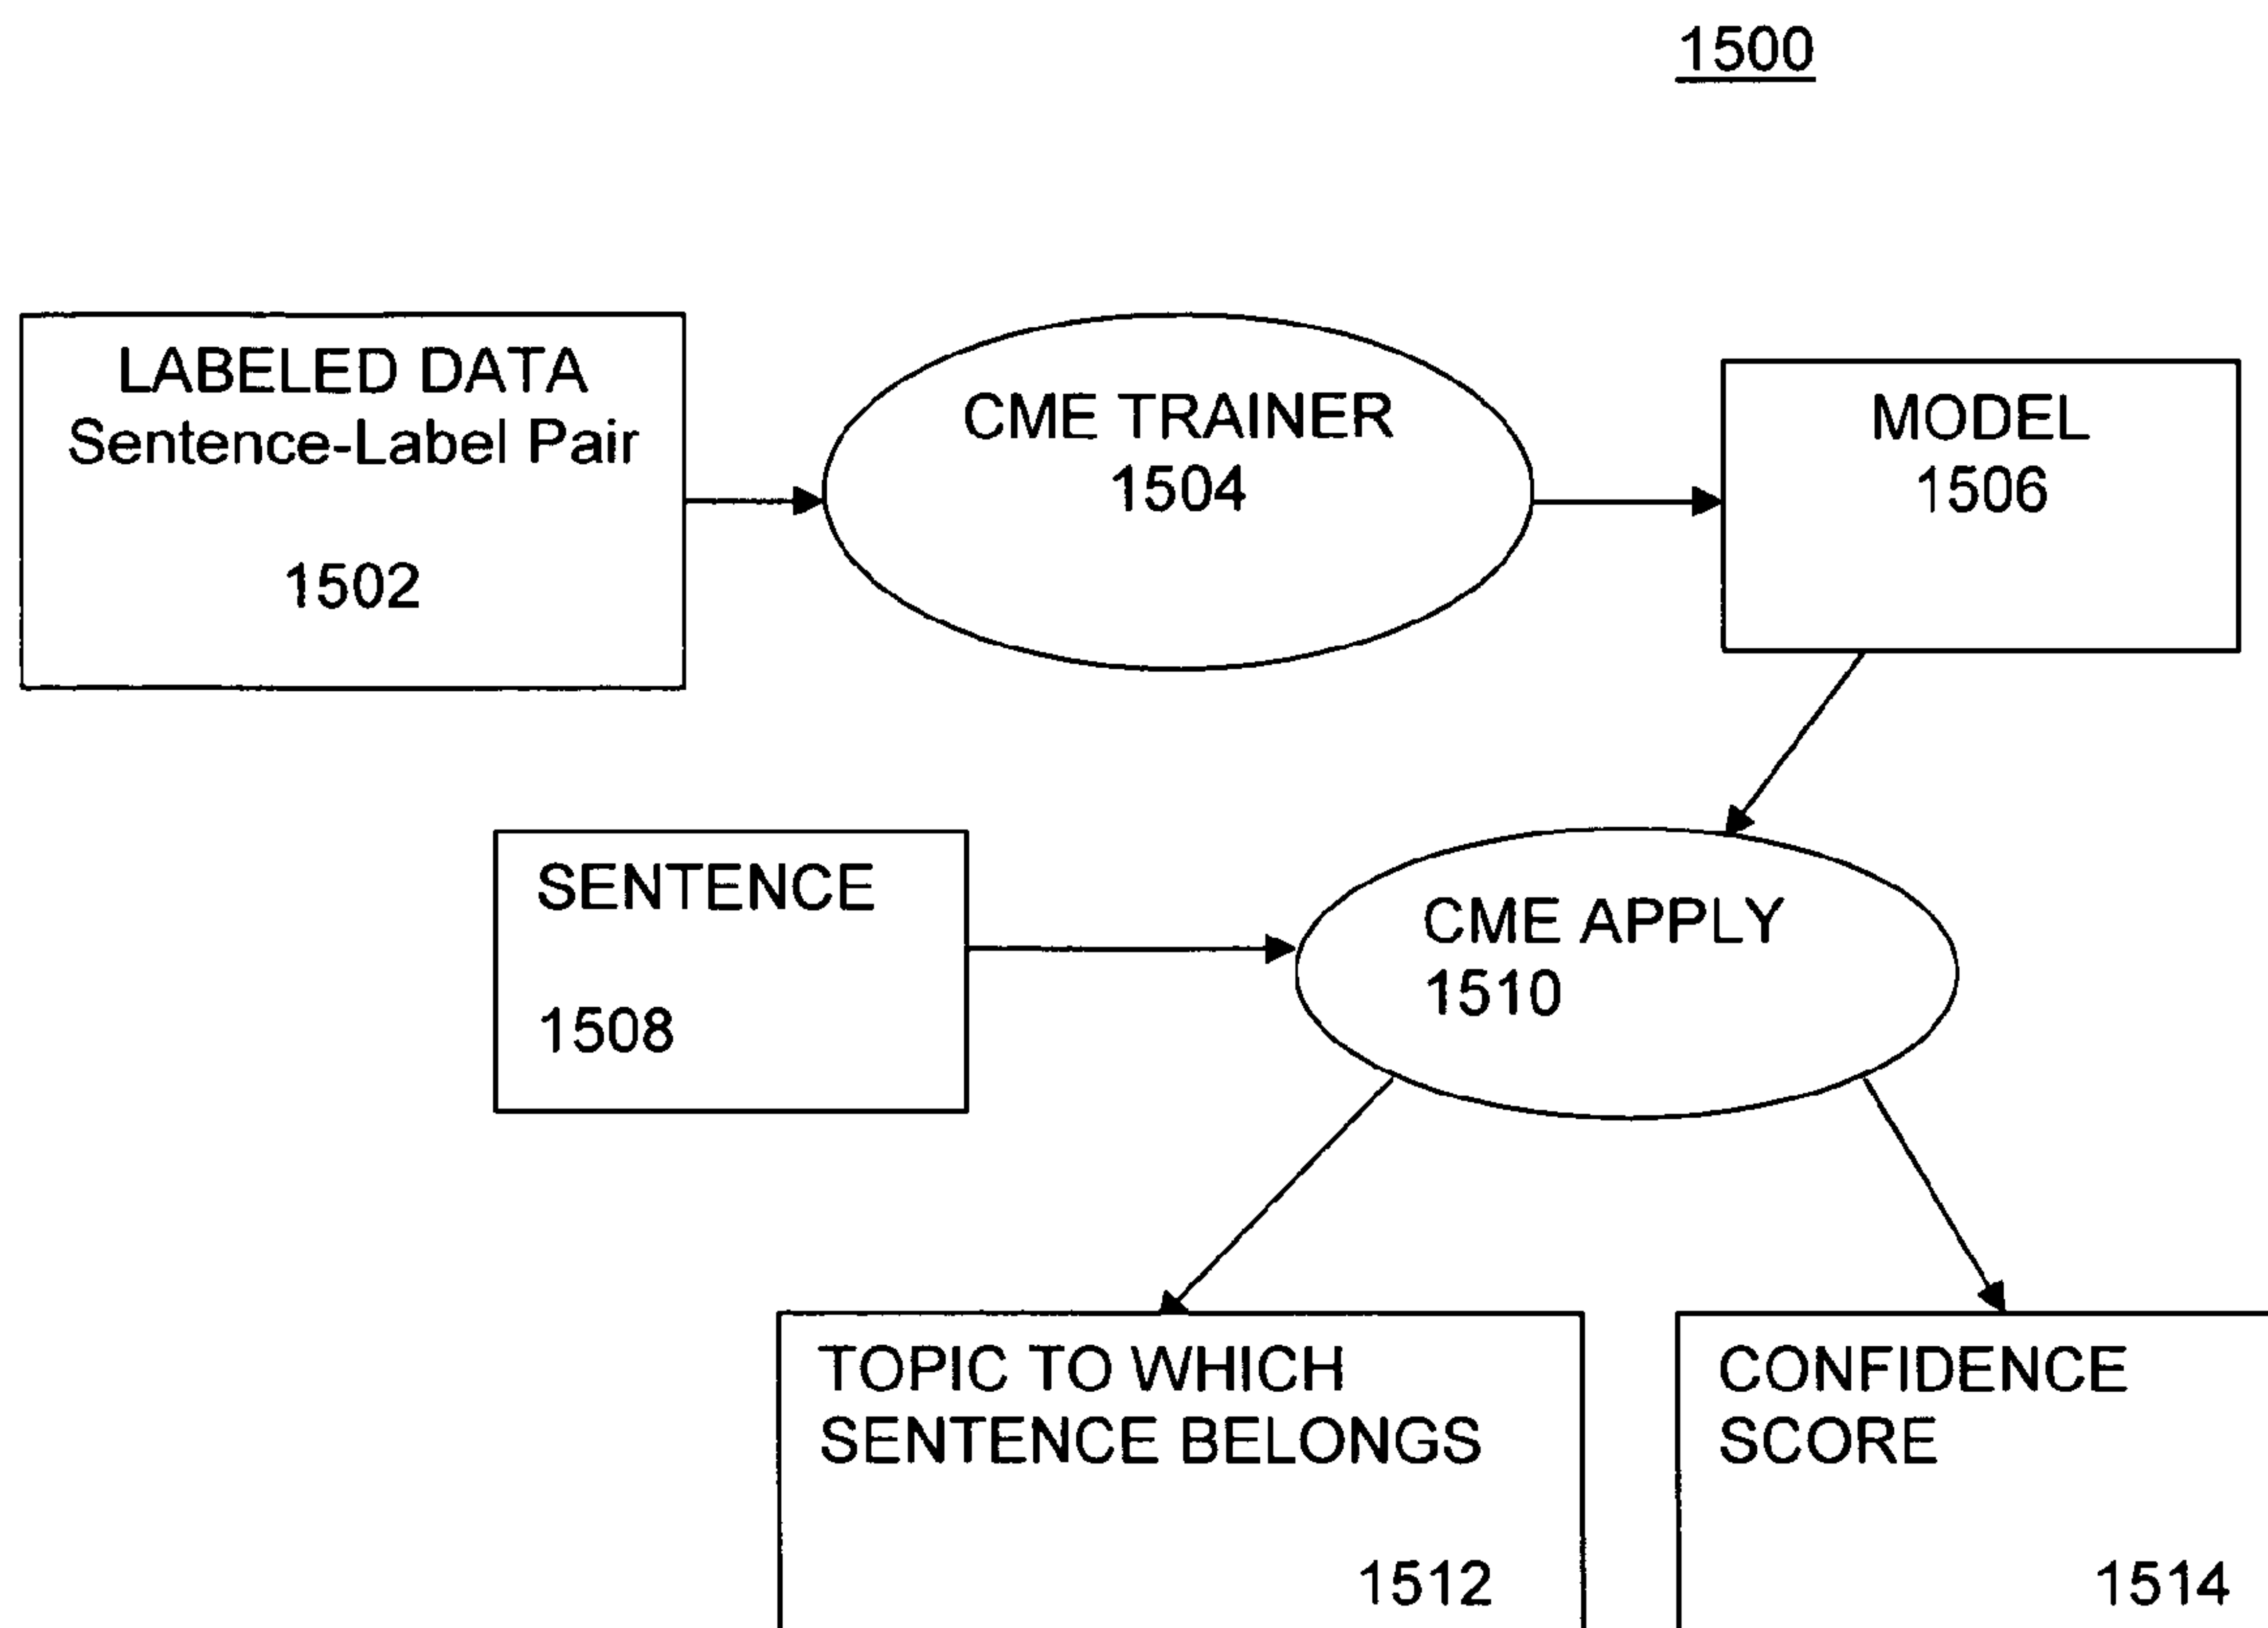 1500
LABELED DATA
Sentence-Label Pair
1502
CME TRAINER
1504
MODEL
1506
SENTENCE
1508
CME APPLY
1510
TOPIC TO WHICH
SENTENCE BELONGS
1512
CONFIDENCE
SCORE
1514